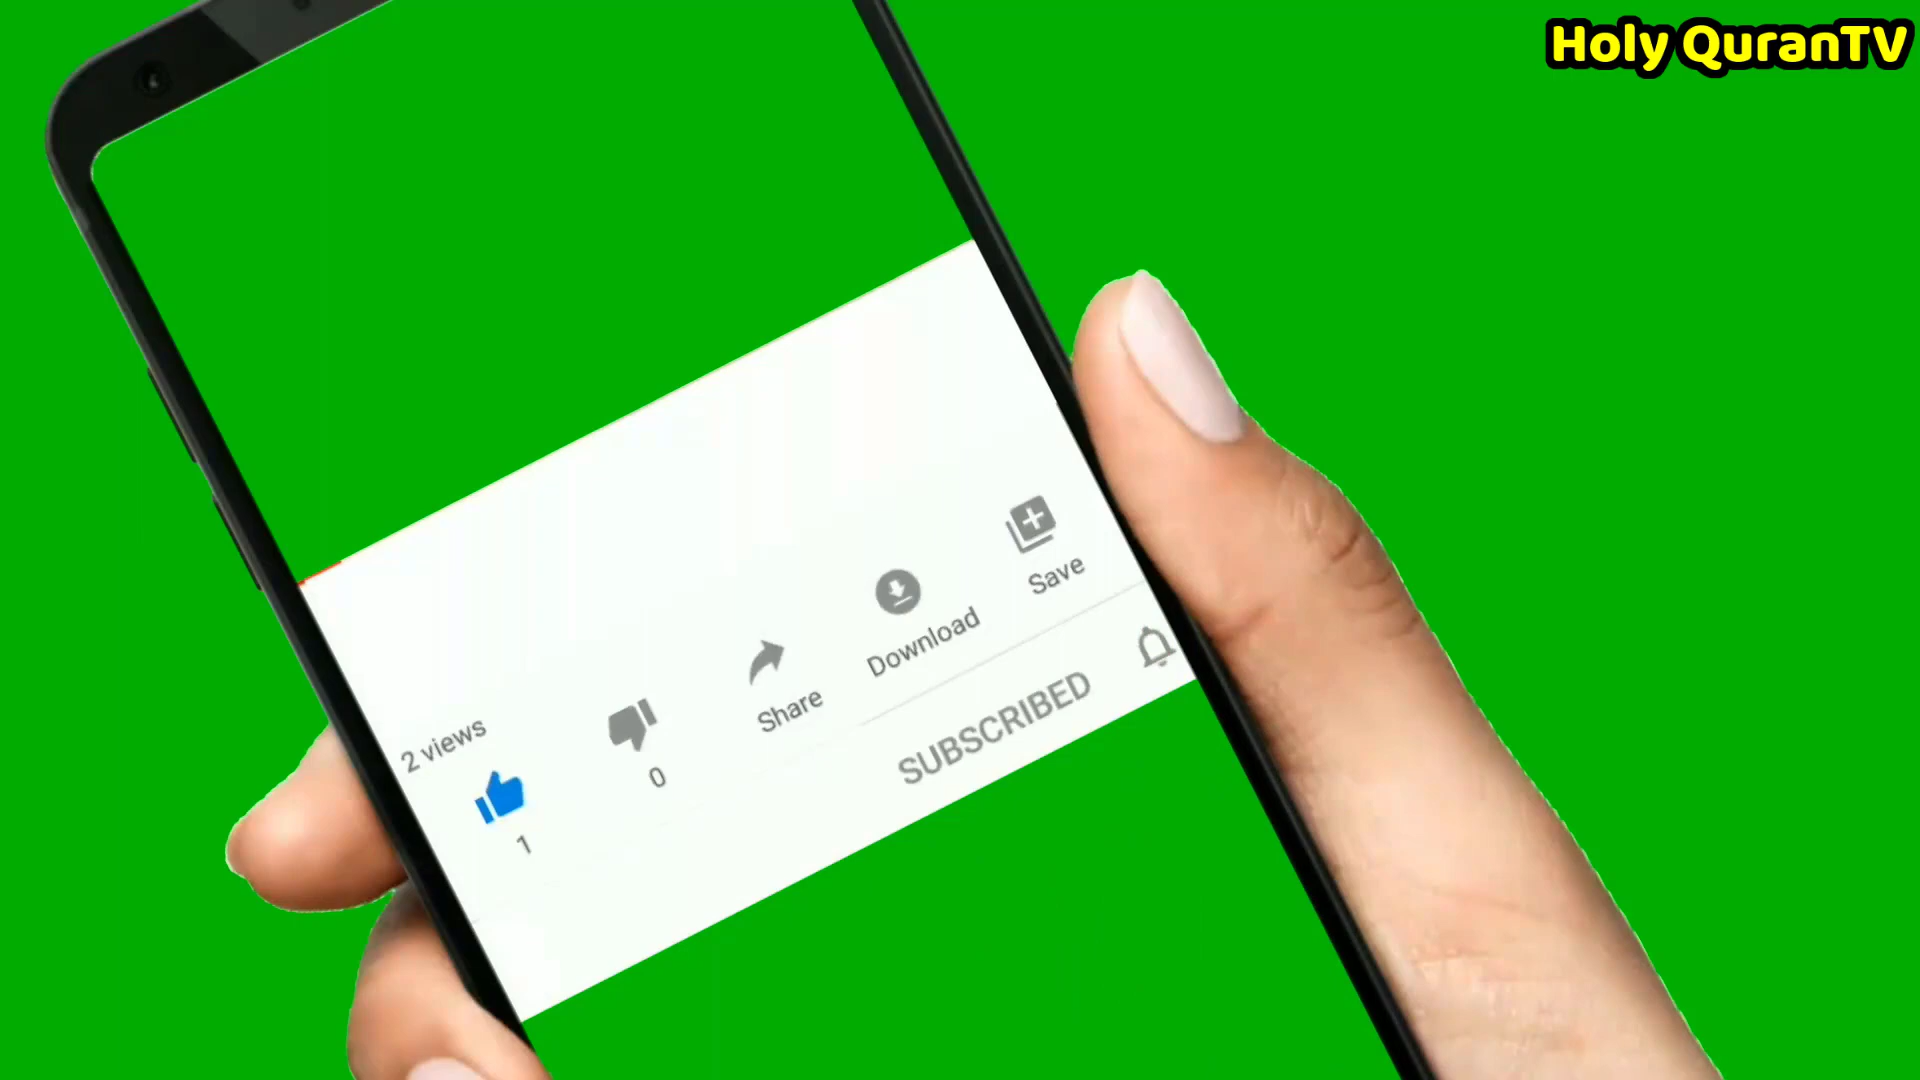 Holy QuranTV
2 views
1
0
Share
Download
Save
SUBSCRIBED